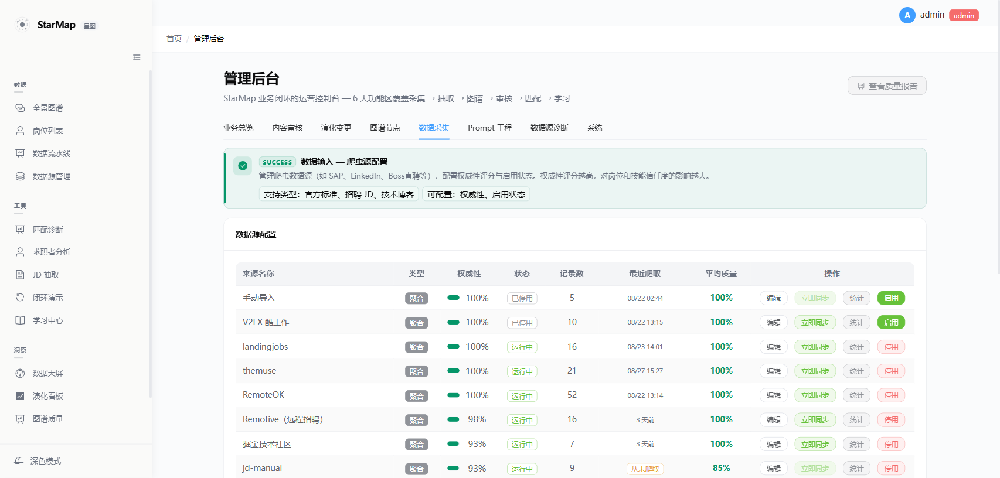 StarMap 星图
A admin admin
首页 / 管理后台
数据
全景图谱
岗位列表
数据流水线
数据源管理
工具
匹配诊断
求职者分析
JD 抽取
闭环演示
学习中心
洞察
数据大屏
演化看板
图谱质量
深色模式
管理后台
StarMap 业务闭环的运营控制台 — 6 大功能区覆盖采集 → 抽取 → 图谱 → 审核 → 匹配 → 学习
查看质量报告
业务总览 内容审核 演化变更 图谱节点 数据采集 Prompt 工程 数据源诊断 系统
SUCCESS 数据输入 — 爬虫源配置
管理爬虫数据源（如 SAP、LinkedIn、Boss直聘等），配置权威性评分与启用状态。权威性评分越高，对岗位和技能信任度的影响越大。
支持类型：官方标准、招聘 JD、技术博客 可配置：权威性、启用状态
数据源配置
来源名称 类型 权威性 状态 记录数 最近爬取 平均质量 操作
手动导入 聚合 100% 已停用 5 08/22 02:44 100% 编辑 立即同步 统计 启用
V2EX 酷工作 聚合 100% 已停用 10 08/22 13:15 100% 编辑 立即同步 统计 启用
landingjobs 聚合 100% 运行中 16 08/23 14:01 100% 编辑 立即同步 统计 停用
themuse 聚合 100% 运行中 21 08/27 15:27 100% 编辑 立即同步 统计 停用
RemoteOK 聚合 100% 运行中 52 08/22 13:14 100% 编辑 立即同步 统计 停用
Remotive（远程招聘） 聚合 98% 运行中 16 3 天前 100% 编辑 立即同步 统计 停用
掘金技术社区 聚合 93% 运行中 7 3 天前 100% 编辑 立即同步 统计 停用
jd-manual 聚合 93% 运行中 9 从未爬取 85% 编辑 立即同步 统计 停用